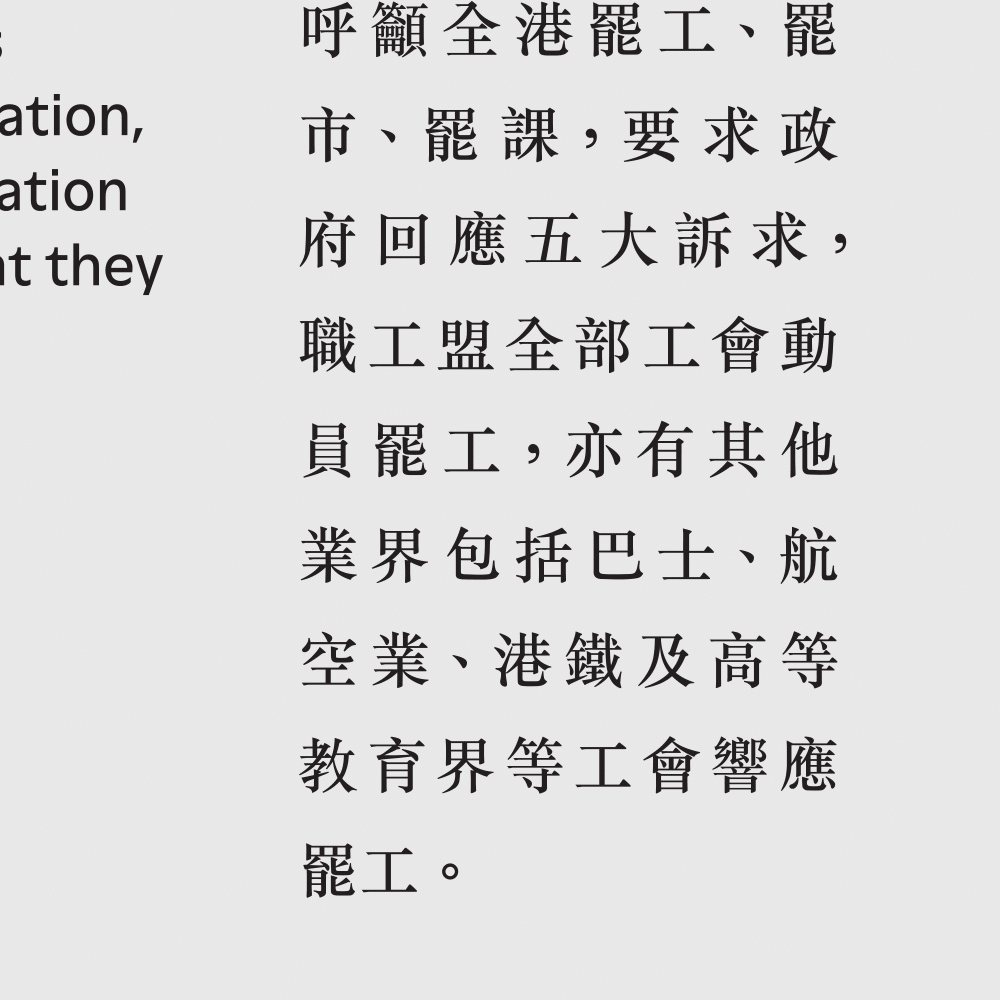 ation,
ation
they
呼籲全港罷工、罷
市、罷課，要求政
府回應五大訴求，
職工盟全部工會動
員罷工，亦有其他
業界包括巴士、航
空業、港鐵及高等
教育界等工會響應
罷工。